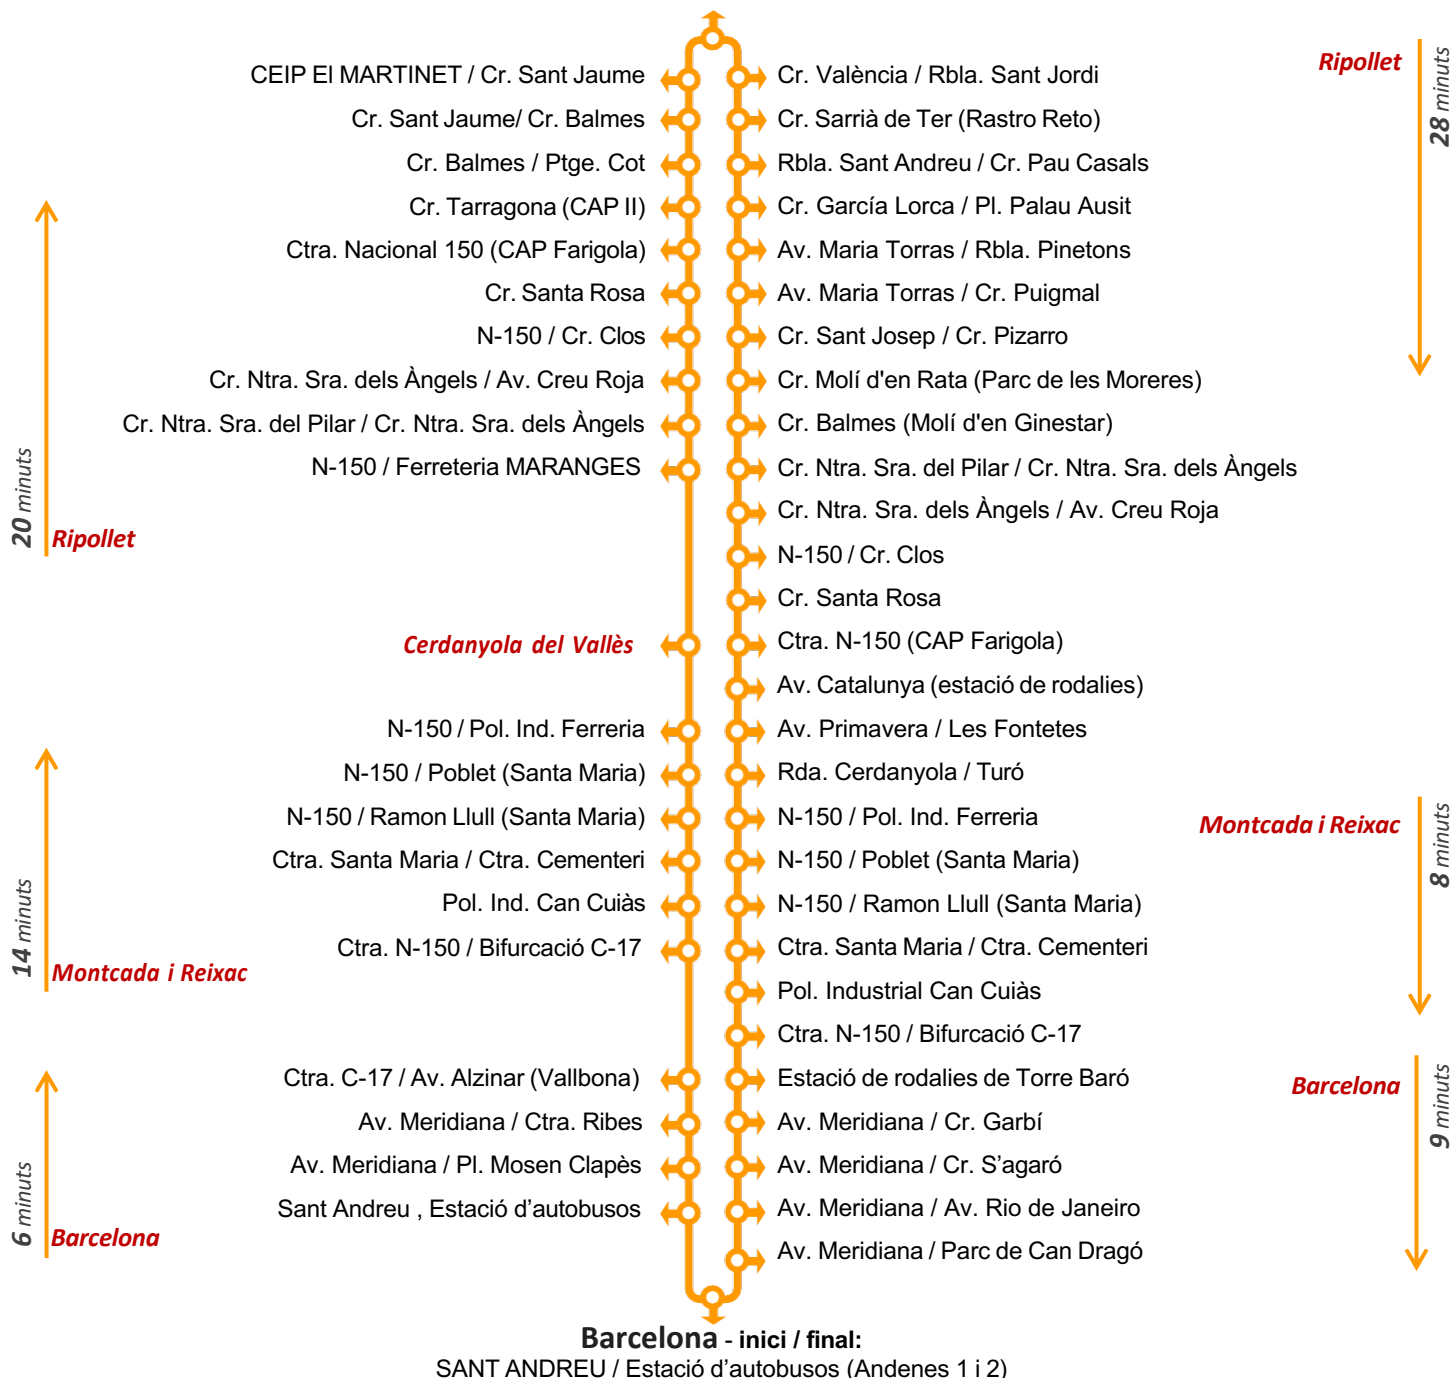 CEIP El MARTINET / Cr. Sant Jaume
Cr. Sant Jaume/ Cr. Balmes
Cr. Balmes / Ptge. Cot
Cr. Tarragona (CAP II)
Ctra. Nacional 150 (CAP Farigola)
Cr. Santa Rosa
N-150 / Cr. Clos
Cr. Ntra. Sra. dels Àngels / Av. Creu Roja
Cr. Ntra. Sra. del Pilar / Cr. Ntra. Sra. dels Àngels
N-150 / Ferreteria MARANGES
20 minuts
Ripollet
Cerdanyola del Vallès
N-150 / Pol. Ind. Ferreria
N-150 / Poblet (Santa Maria)
N-150 / Ramon Llull (Santa Maria)
Ctra. Santa Maria / Ctra. Cementeri
Pol. Ind. Can Cuiàs
Ctra. N-150 / Bifurcació C-17
14 minuts
Montcada i Reixac
Ctra. C-17 / Av. Alzinar (Vallbona)
Av. Meridiana / Ctra. Ribes
Av. Meridiana / Pl. Mosen Clapès
Sant Andreu , Estació d’autobusos
6 minuts
Barcelona
Cr. València / Rbla. Sant Jordi
Cr. Sarrià de Ter (Rastro Reto)
Rbla. Sant Andreu / Cr. Pau Casals
Cr. García Lorca / Pl. Palau Ausit
Av. Maria Torras / Rbla. Pinetons
Av. Maria Torras / Cr. Puigmal
Cr. Sant Josep / Cr. Pizarro
Cr. Molí d'en Rata (Parc de les Moreres)
Cr. Balmes (Molí d'en Ginestar)
Cr. Ntra. Sra. del Pilar / Cr. Ntra. Sra. dels Àngels
Cr. Ntra. Sra. dels Àngels / Av. Creu Roja
N-150 / Cr. Clos
Cr. Santa Rosa
Ctra. N-150 (CAP Farigola)
Av. Catalunya (estació de rodalies)
Av. Primavera / Les Fontetes
Rda. Cerdanyola / Turó
N-150 / Pol. Ind. Ferreria
N-150 / Poblet (Santa Maria)
N-150 / Ramon Llull (Santa Maria)
Ctra. Santa Maria / Ctra. Cementeri
Pol. Industrial Can Cuiàs
Ctra. N-150 / Bifurcació C-17
Estació de rodalies de Torre Baró
Av. Meridiana / Cr. Garbí
Av. Meridiana / Cr. S’agaró
Av. Meridiana / Av. Rio de Janeiro
Av. Meridiana / Parc de Can Dragó
Ripollet
28 minuts
Montcada i Reixac
8 minuts
Barcelona
9 minuts
Barcelona - inici / final:
SANT ANDREU / Estació d’autobusos (Andenes 1 i 2)